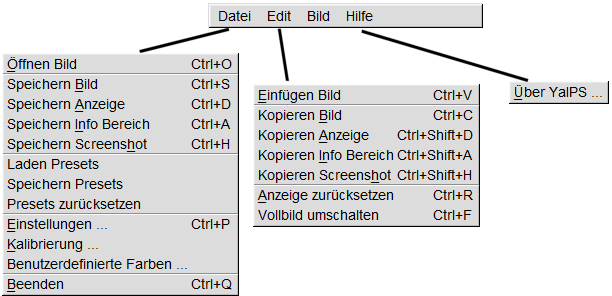 Datei Edit Bild Hilfe
Öffnen Bild Ctrl+O
Speichern Bild Ctrl+S
Speichern Anzeige Ctrl+D
Speichern Info Bereich Ctrl+A
Speichern Screenshot Ctrl+H
Laden Presets
Speichern Presets
Presets zurücksetzen
Einstellungen ... Ctrl+P
Kalibrierung ...
Benutzerdefinierte Farben ...
Beenden Ctrl+Q
Einfügen Bild Ctrl+V
Kopieren Bild Ctrl+C
Kopieren Anzeige Ctrl+Shift+D
Kopieren Info Bereich Ctrl+Shift+A
Kopieren Screenshot Ctrl+Shift+H
Anzeige zurücksetzen Ctrl+R
Vollbild umschalten Ctrl+F
Über YalPS ...